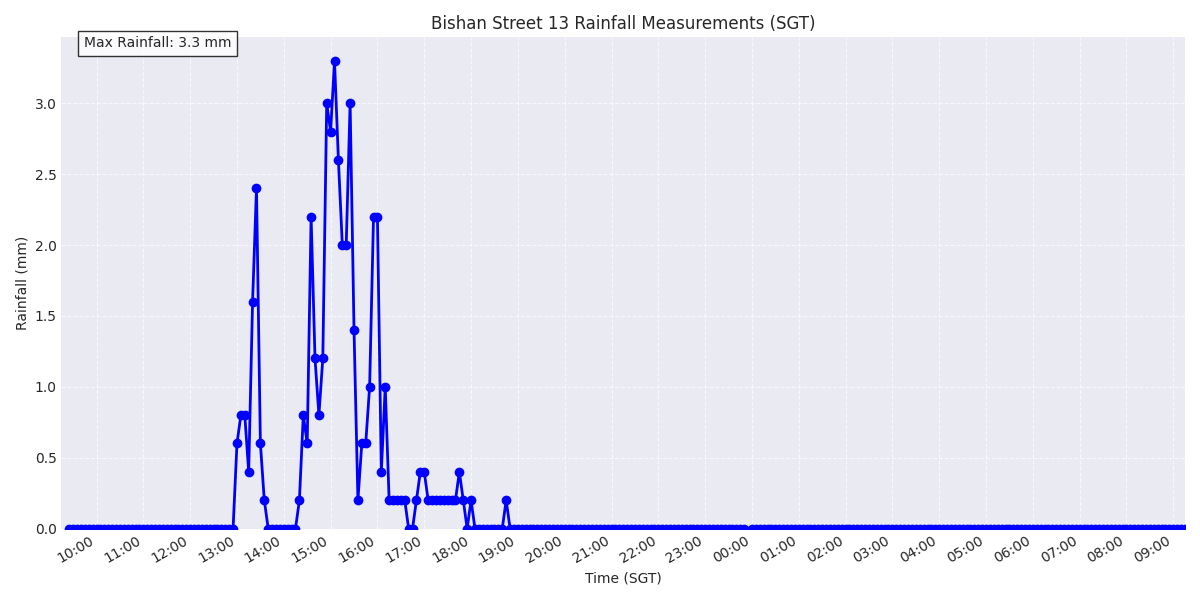 Bishan Street 13 Rainfall Measurements (SGT)
Max Rainfall: 3.3 mm
Rainfall (mm)
3.0
2.5
2.0
1.5
1.0
0.5
0.0
10:00 11:00 12:00 13:00 14:00 15:00 16:00 17:00 18:00 19:00 20:00 21:00 22:00 23:00 00:00 01:00 02:00 03:00 04:00 05:00 06:00 07:00 08:00 09:00
Time (SGT)